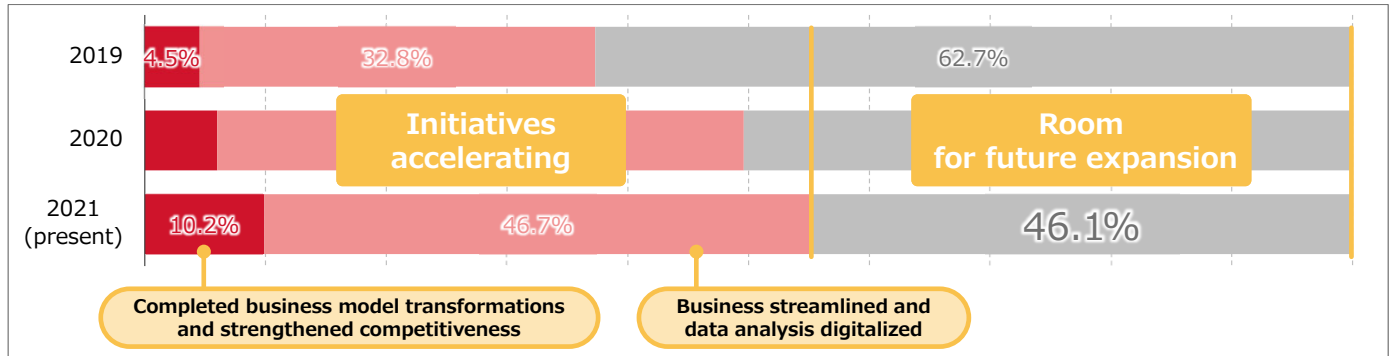 2019
4.5%
32.8%
62.7%
2020
Initiatives
accelerating
Room
for future expansion
2021
(present)
10.2%
46.7%
46.1%
Completed business model transformations
and strengthened competitiveness
Business streamlined and
data analysis digitalized